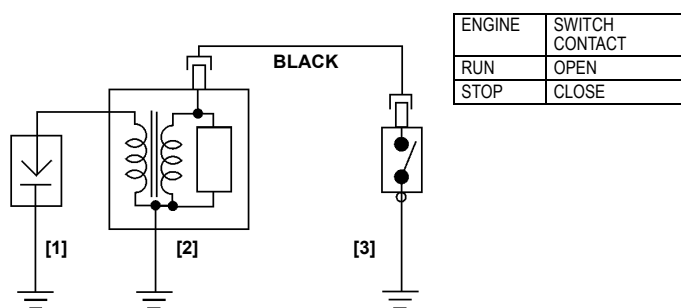 BLACK
[1]
[2]
[3]
ENGINE SWITCH CONTACT
RUN OPEN
STOP CLOSE